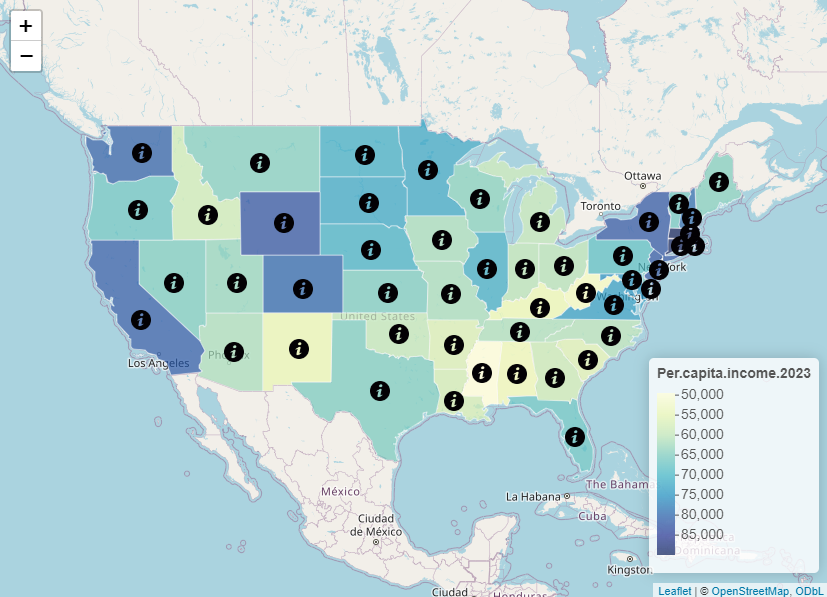 +
−
Ottawa
Toronto
New York
Washington
United States
Los Angeles
Phoenix
México
Ciudad
de México
La Habana
The Bahamas
Cuba
Kingston
Ciudad
Honduras
Dominicana
Per.capita.income.2023
50,000
55,000
60,000
65,000
70,000
75,000
80,000
85,000
Leaflet | © OpenStreetMap, ODbL